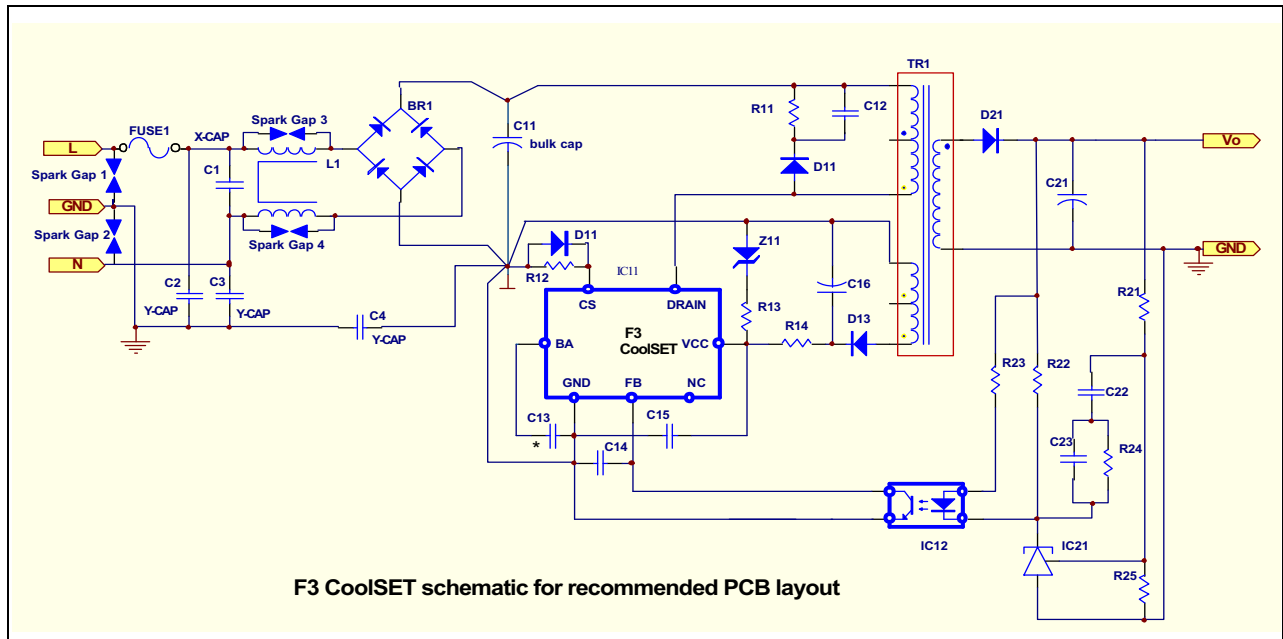 TR1
BR1
R11
C12
D21
Spark Gap 3
FUSE1
X-CAP
C11
bulk cap
L
L1
Vo
Spark Gap 1
C1
D11
C21
GND
Spark Gap 2
Spark Gap 4
D11
Z11
GND
N
R12
IC11
C2
C3
CS
DRAIN
C16
R21
Y-CAP
Y-CAP
C4
Y-CAP
R13
F3
CoolSET
R14
D13
BA
VCC
R23
R22
GND
FB
NC
C22
C13
C15
*
C14
C23
R24
IC12
IC21
R25
F3 CoolSET schematic for recommended PCB layout